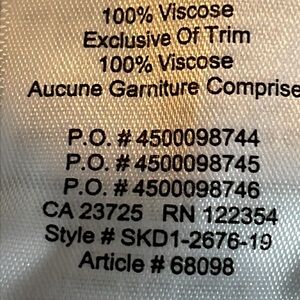 100% Viscose
Exclusive Of Trim
100% Viscose
Aucune Garniture Comprise
P.O. # 4500098744
P.O. # 4500098745
P.O. # 4500098746
CA 23725 RN 122354
Style # SKD1-2676-19
Article # 68098